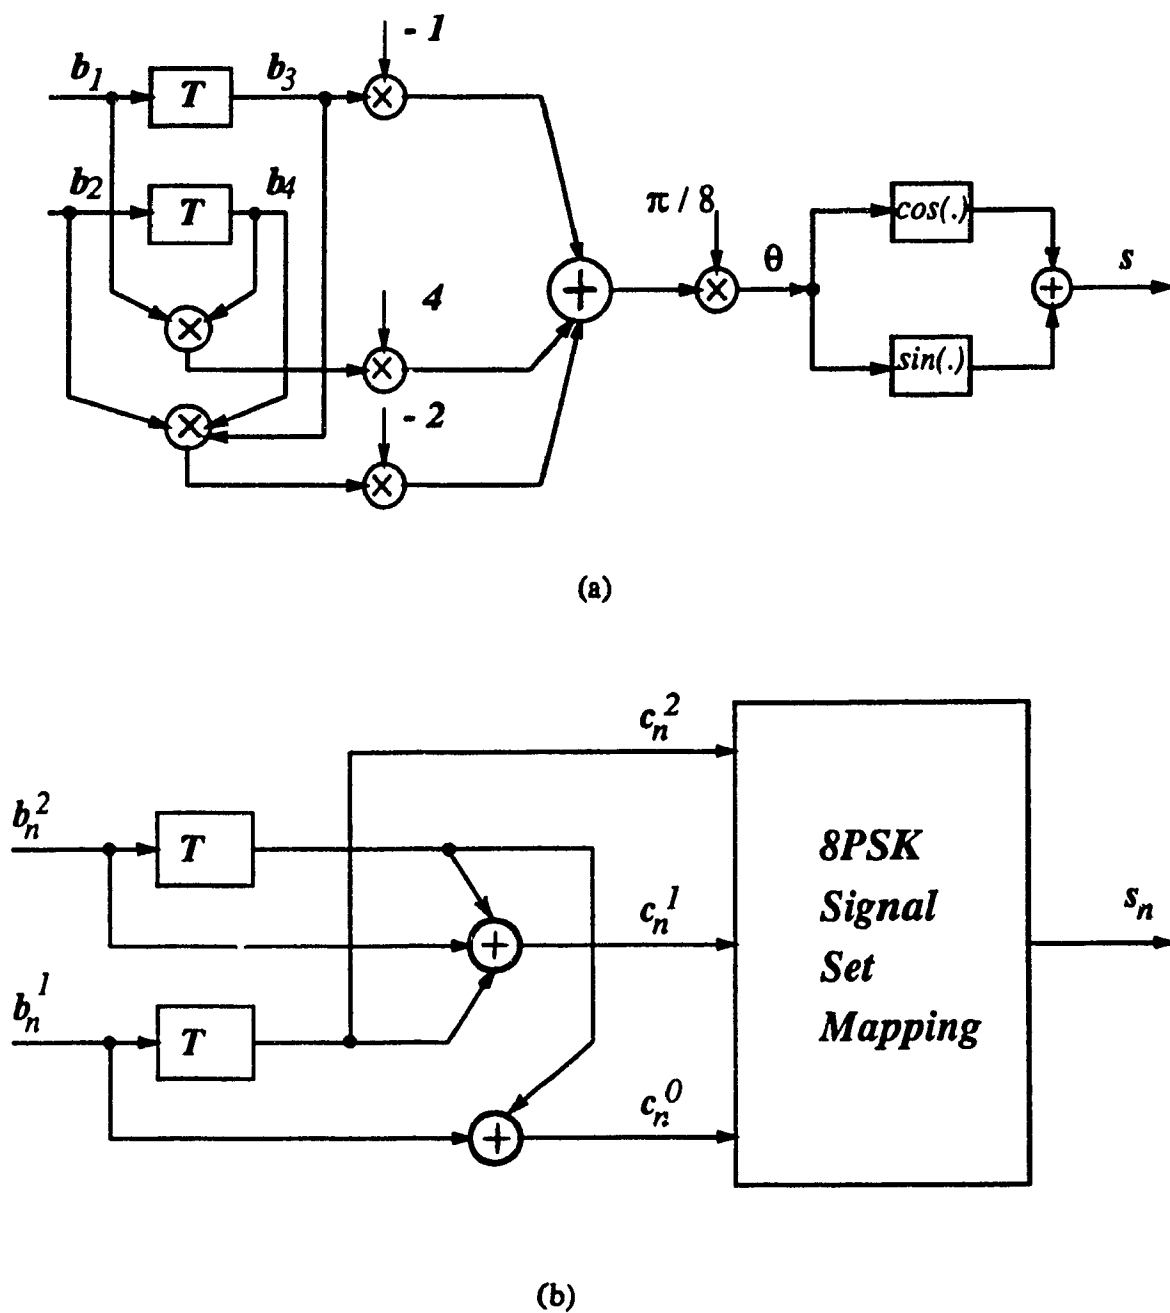 - 1
b1 T b3
b2 T b4
π / 8
cos(.)
θ
s
4
sin(.)
- 2
(a)
c_n^2
b_n^2 T
8PSK
Signal
Set
Mapping
c_n^1
s_n
b_n^1 T
c_n^0
(b)